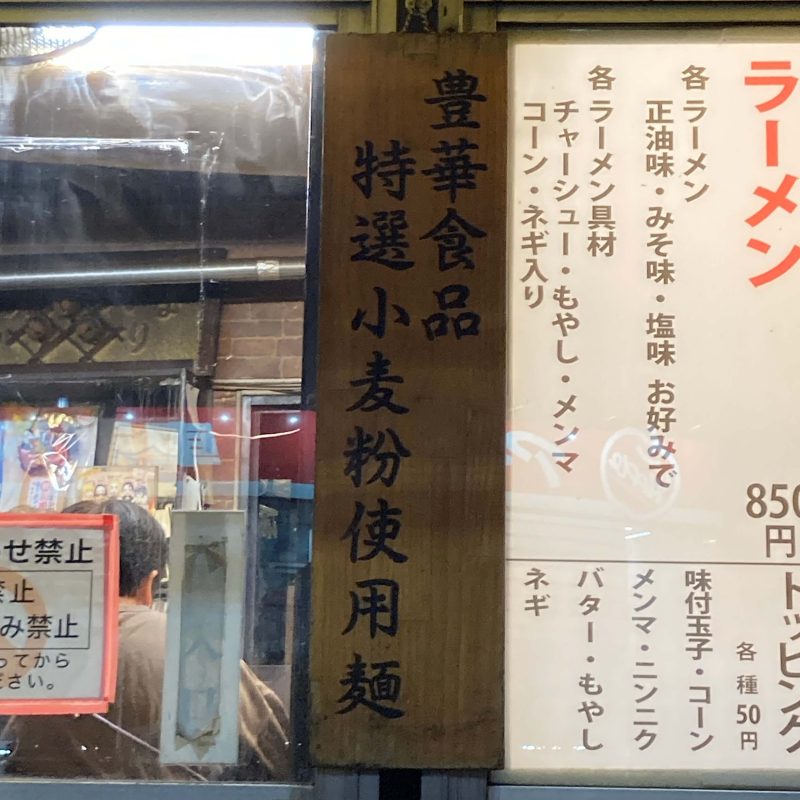 ラーメン
850
円
各 ラーメン
正油味・みそ味・塩味 お好みで
各 ラーメン具材
チャーシュー・もやし・メンマ
コーン・ネギ入り
トッピング
各種50円
味付玉子・コーン
メンマ・ニンニク
バター・もやし
ネギ
豊華食品
特選小麦粉使用麺
せ禁止
禁止
み禁止
ってから
ださい。